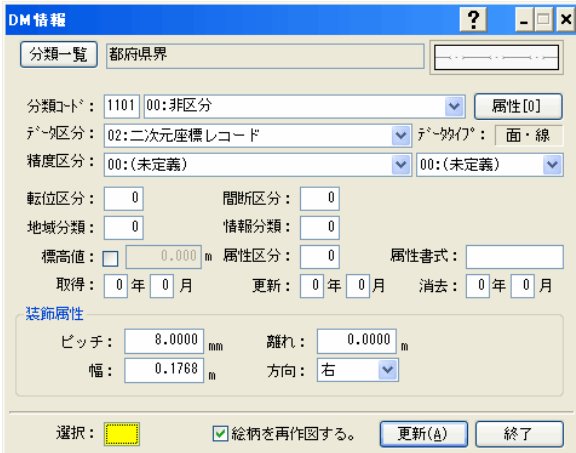 DM情報
?
分類一覧 都府県界
分類コード： 1101 00:非区分 属性[0]
データ区分： 02:二次元座標レコード データタイプ： 面・線
精度区分： 00:(未定義) 00:(未定義)
転位区分： 0 間断区分： 0
地域分類： 0 情報分類： 0
標高値： 0.000 m 属性区分： 0 属性書式：
取得： 0 年 0 月 更新： 0 年 0 月 消去： 0 年 0 月
装飾属性
ピッチ： 8.0000 mm 離れ： 0.0000 m
幅： 0.1768 m 方向： 右
選択： 絵柄を再作図する。 更新(A) 終了